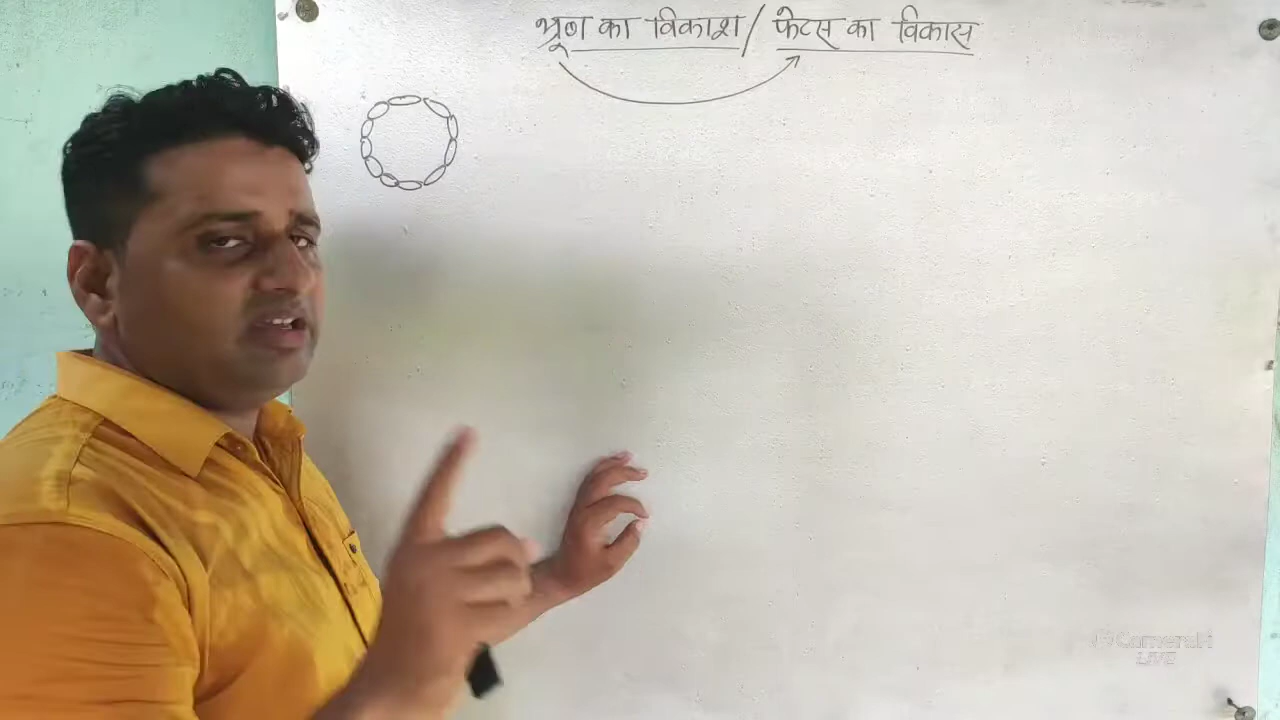 भ्रूण का विकाश / फेटस का विकास